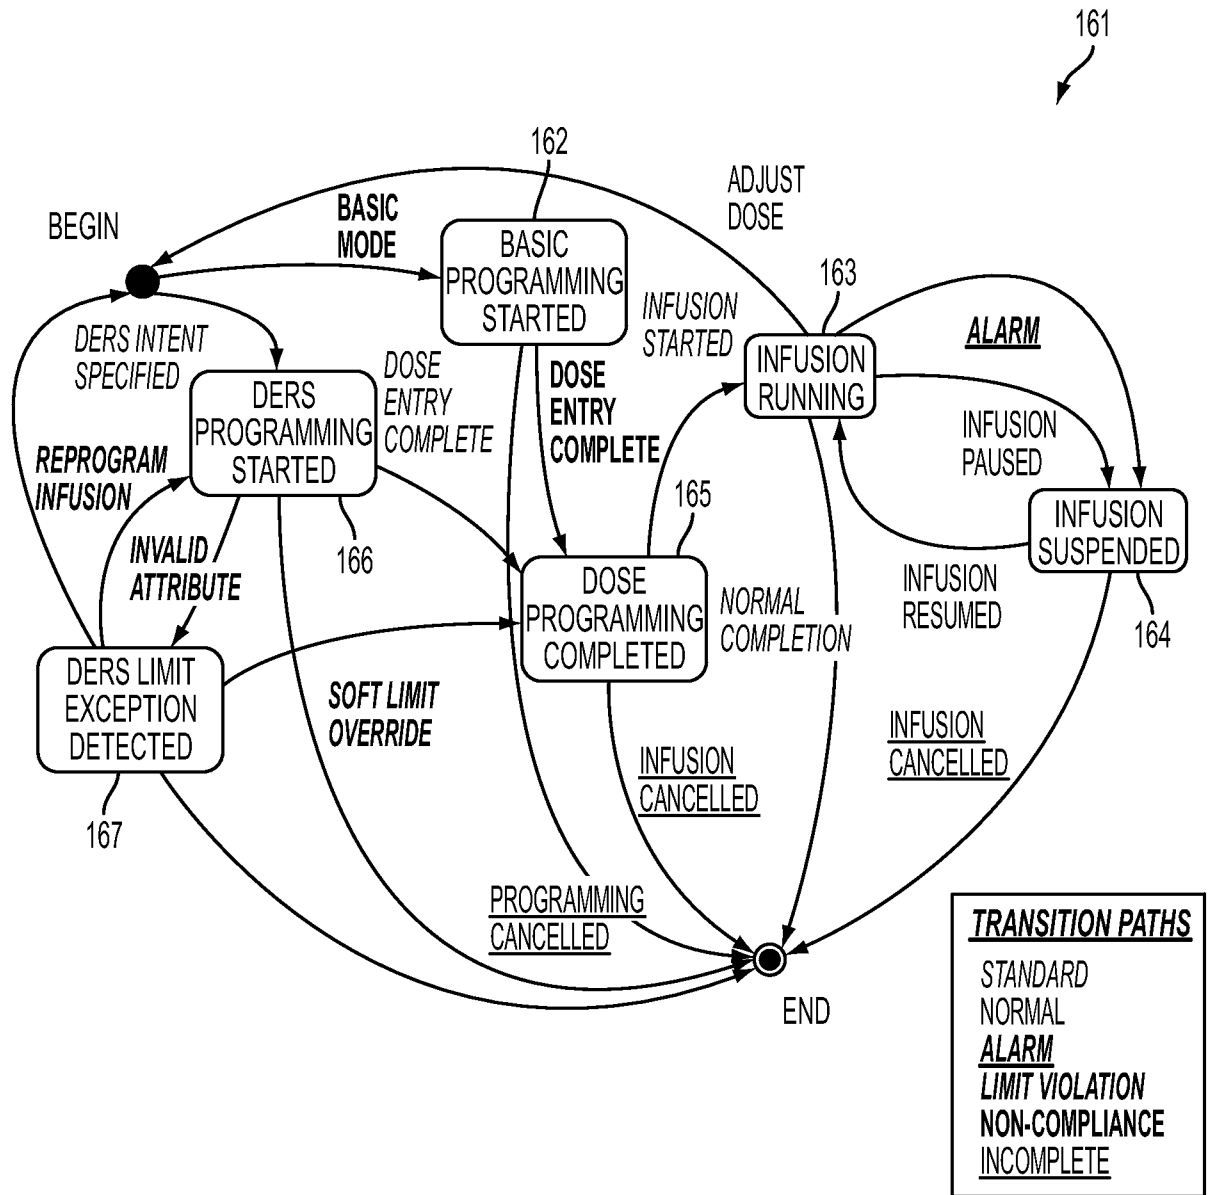 161
162
BEGIN
BASIC
MODE
ADJUST
DOSE
BASIC
PROGRAMMING
STARTED
163
INFUSION
STARTED
ALARM
DERS INTENT
SPECIFIED
DOSE
ENTRY
COMPLETE
DOSE
ENTRY
COMPLETE
INFUSION
RUNNING
DERS
PROGRAMMING
STARTED
INFUSION
PAUSED
REPROGRAM
INFUSION
165
166
INFUSION
SUSPENDED
INVALID
ATTRIBUTE
DOSE
PROGRAMMING
COMPLETED
NORMAL
COMPLETION
INFUSION
RESUMED
164
DERS LIMIT
EXCEPTION
DETECTED
SOFT LIMIT
OVERRIDE
INFUSION
CANCELLED
INFUSION
CANCELLED
167
PROGRAMMING
CANCELLED
END
TRANSITION PATHS
STANDARD
NORMAL
ALARM
LIMIT VIOLATION
NON-COMPLIANCE
INCOMPLETE